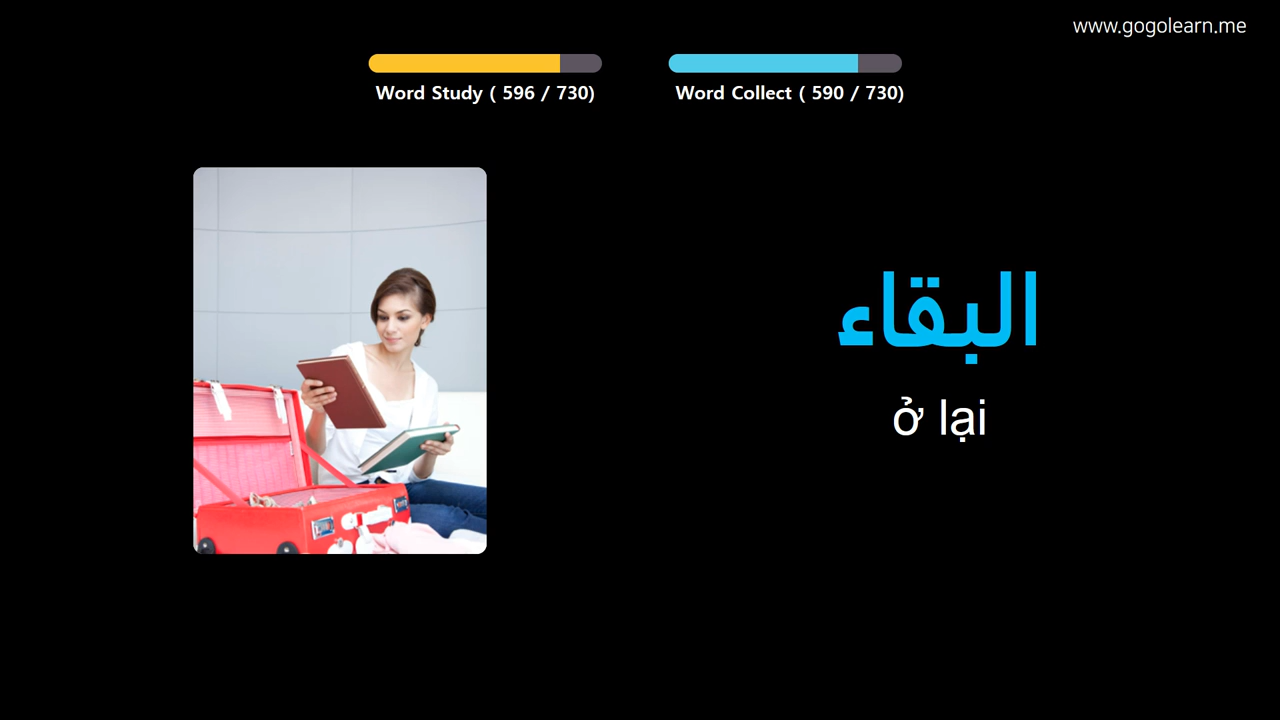 www.gogolearn.me
Word Study ( 596 / 730)
Word Collect ( 590 / 730)
البقاء
ở lại